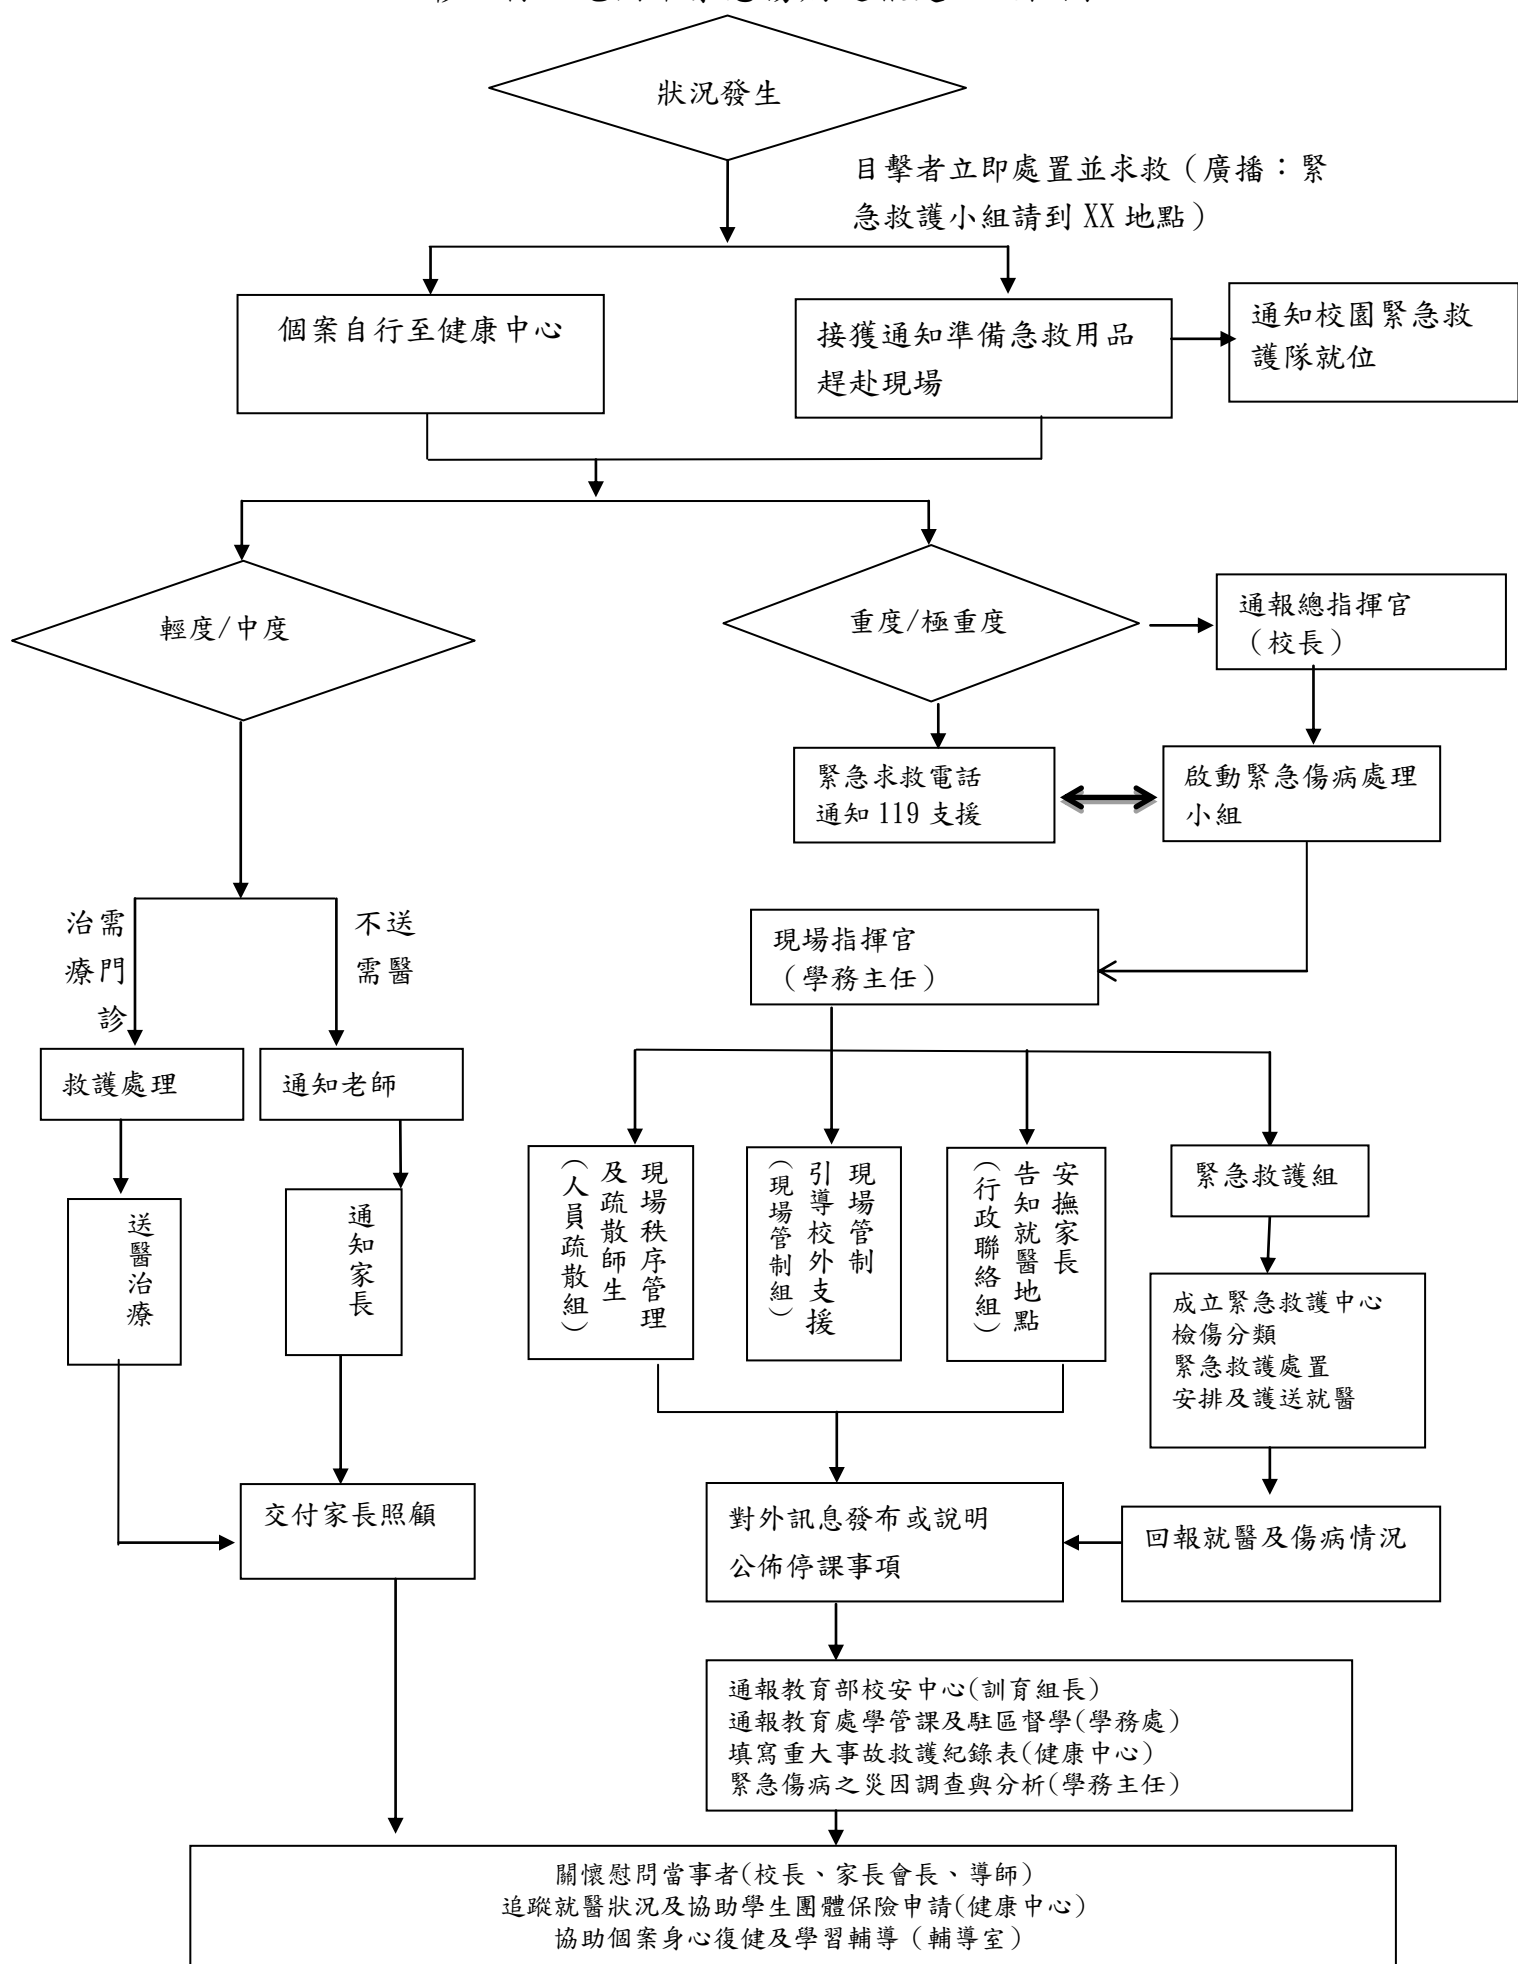 狀況發生
目擊者立即處置並求救（廣播：緊
急救護小組請到 XX 地點）
個案自行至健康中心
接獲通知準備急救用品
趕赴現場
通知校園緊急救
護隊就位
輕度/中度
重度/極重度
通報總指揮官
（校長）
緊急求救電話
通知 119 支援
啟動緊急傷病處理
小組
需門診
治療
不需
送醫
現場指揮官
（學務主任）
救護處理
通知老師
送醫治療
通知家長
現場秩序管理
及疏散師生
（人員疏散組）
現場管制
引導校外支援
（現場管制組）
安撫家長
告知就醫地點
（行政聯絡組）
緊急救護組
成立緊急救護中心
檢傷分類
緊急救護處置
安排及護送就醫
交付家長照顧
對外訊息發布或說明
公佈停課事項
回報就醫及傷病情況
通報教育部校安中心(訓育組長)
通報教育處學管課及駐區督學(學務處)
填寫重大事故救護紀錄表(健康中心)
緊急傷病之災因調查與分析(學務主任)
關懷慰問當事者(校長、家長會長、導師)
追蹤就醫狀況及協助學生團體保險申請(健康中心)
協助個案身心復健及學習輔導（輔導室）